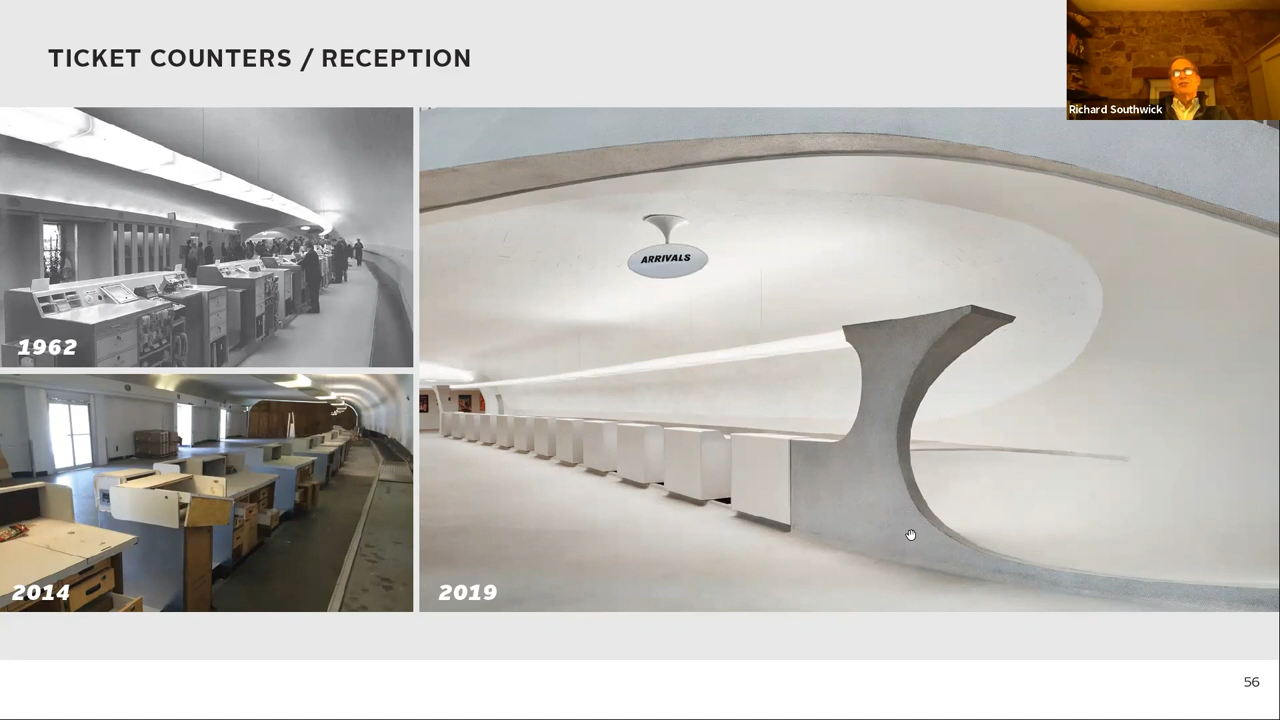 TICKET COUNTERS / RECEPTION
Richard Southwick
ARRIVALS
1962
2014
2019
56